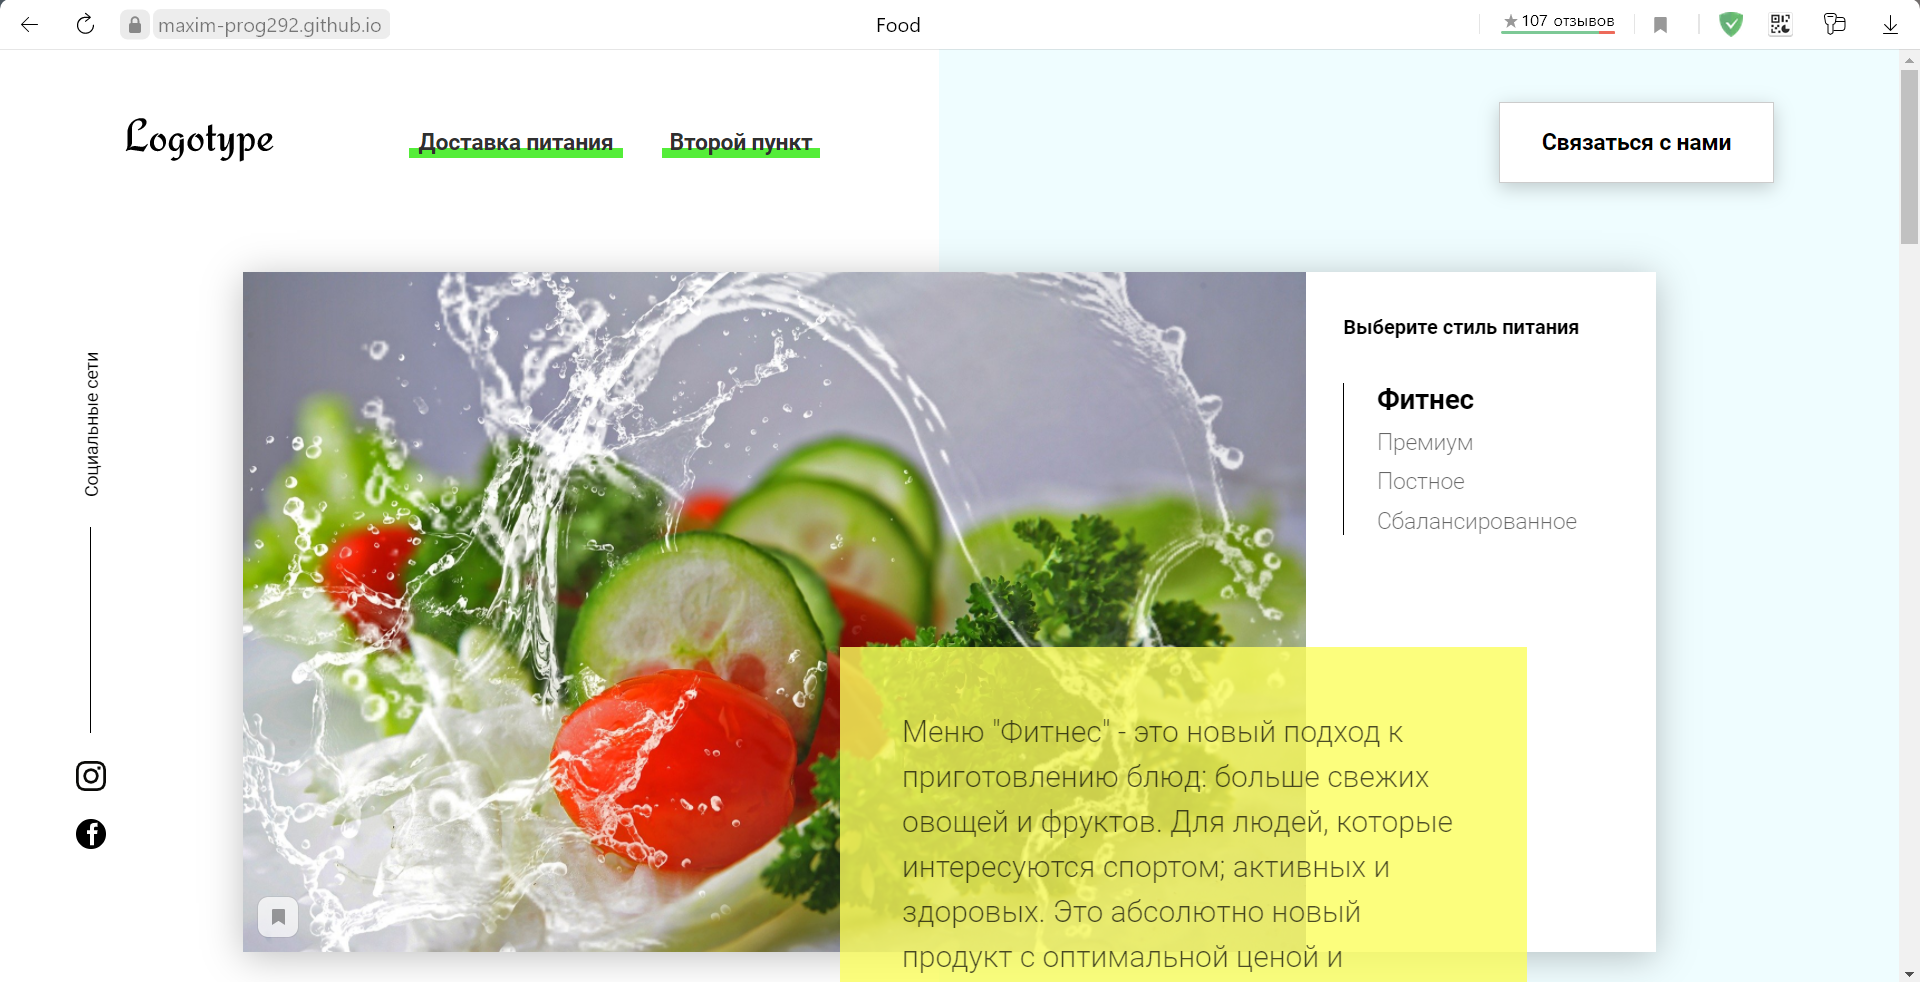 maxim-prog292.github.io
Food
107 отзывов
Logotype
Доставка питания
Второй пункт
Связаться с нами
Социальные сети
Выберите стиль питания
Фитнес
Премиум
Постное
Сбалансированное
Меню "Фитнес" - это новый подход к
приготовлению блюд: больше свежих
овощей и фруктов. Для людей, которые
интересуются спортом; активных и
здоровых. Это абсолютно новый
продукт с оптимальной ценой и